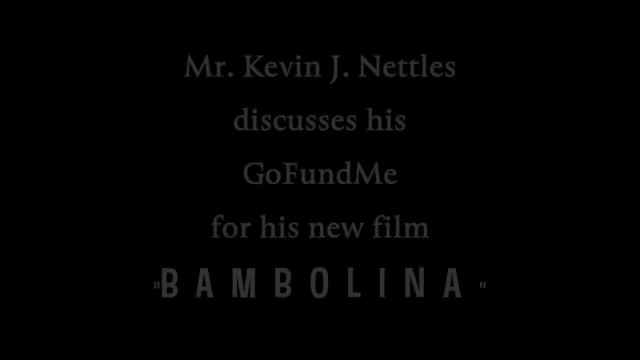 Mr. Kevin J. Nettles
discusses his
GoFundMe
for his new film
"BAMBOLINA"